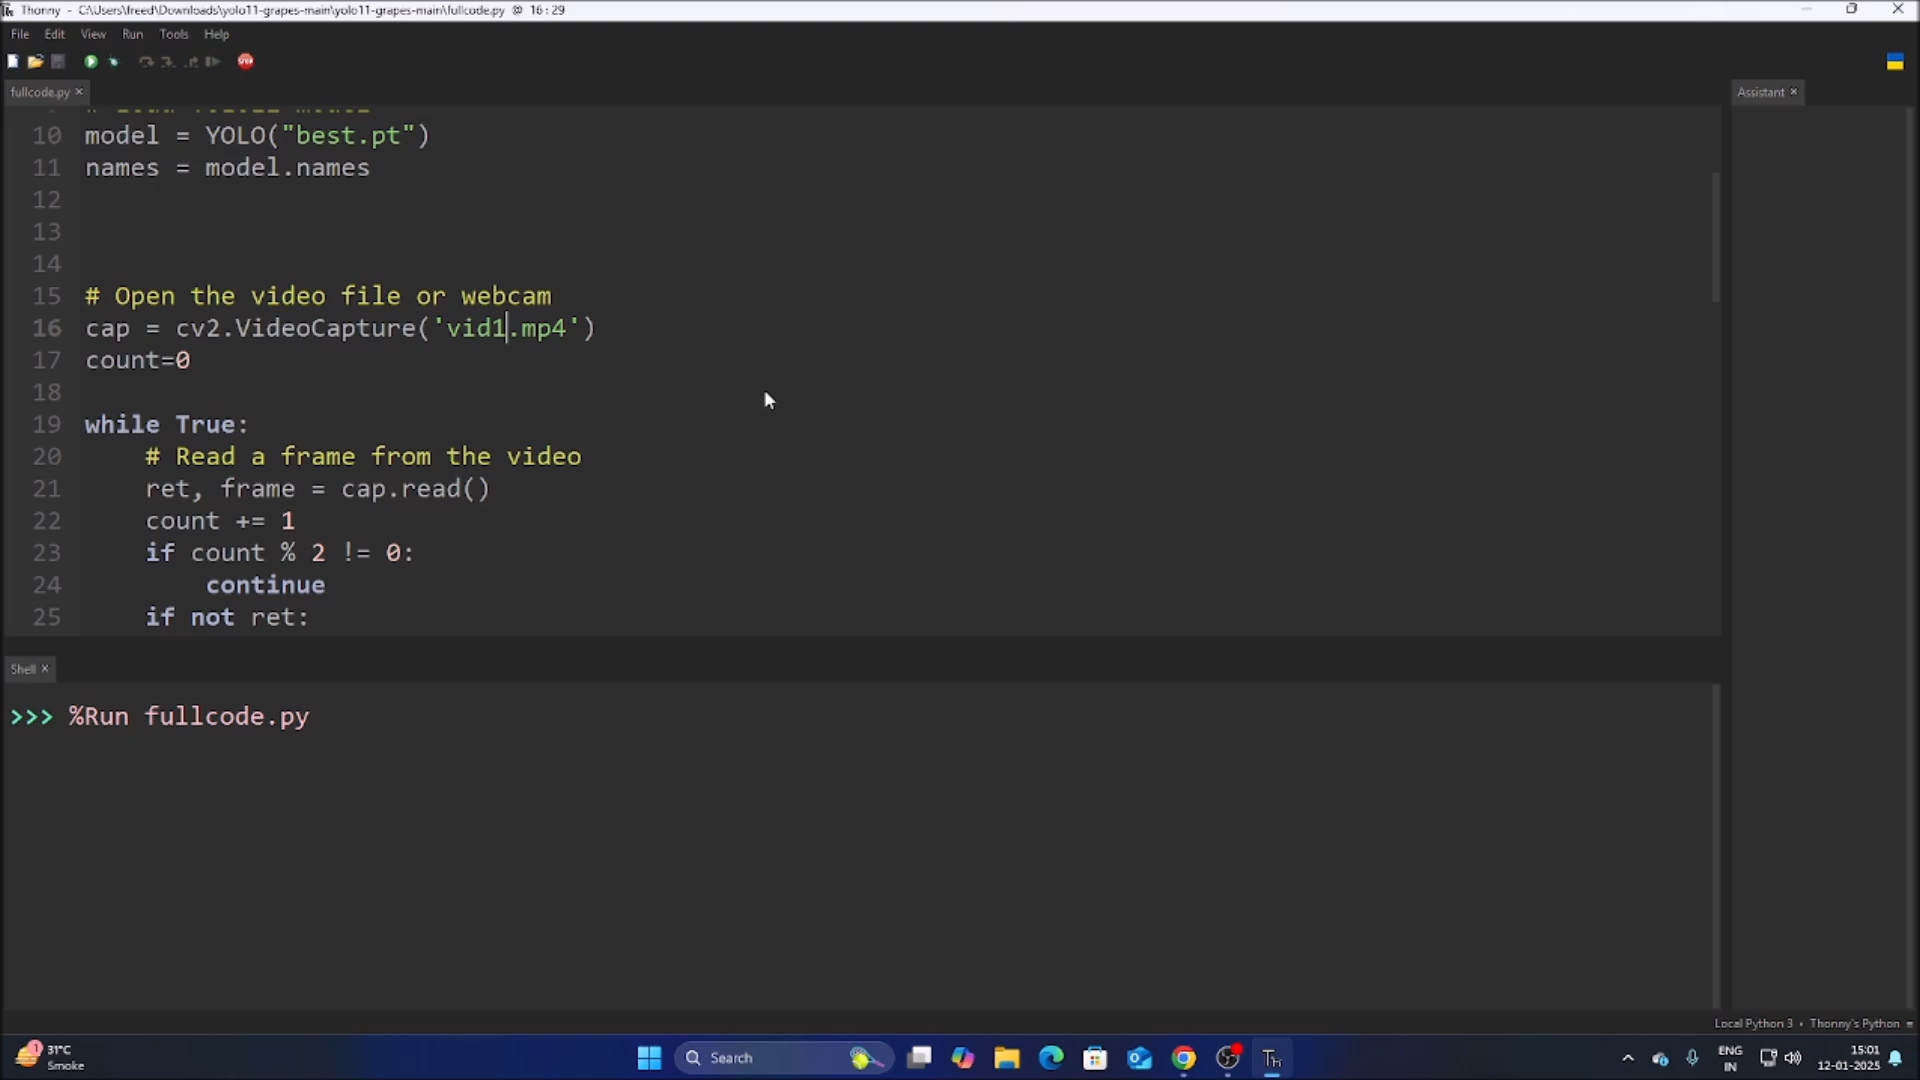 Thonny - C:\Users\freed\Downloads\yolo11-grapes-main\yolo11-grapes-main\fullcode.py @ 16:29
File Edit View Run Tools Help
fullcode.py ×
Assistant ×
10 model = YOLO("best.pt")
11 names = model.names
12
13
14
15 # Open the video file or webcam
16 cap = cv2.VideoCapture('vid1.mp4')
17 count=0
18
19 while True:
20 # Read a frame from the video
21 ret, frame = cap.read()
22 count += 1
23 if count % 2 != 0:
24 continue
25 if not ret:
Shell ×
>>> %Run fullcode.py
Local Python 3 • Thonny's Python
1
31°C
Smoke
Search
Th
ENG
IN
15:01
12-01-2025